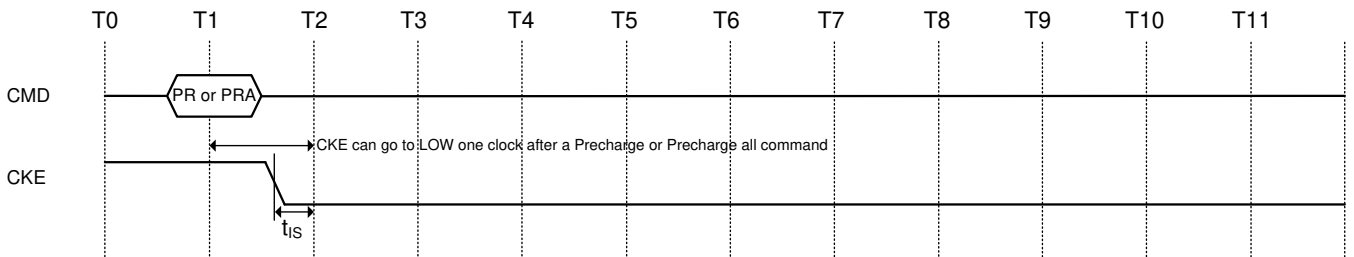 T0 T1 T2 T3 T4 T5 T6 T7 T8 T9 T10 T11
CMD PR or PRA
CKE can go to LOW one clock after a Precharge or Precharge all command
CKE
tIS